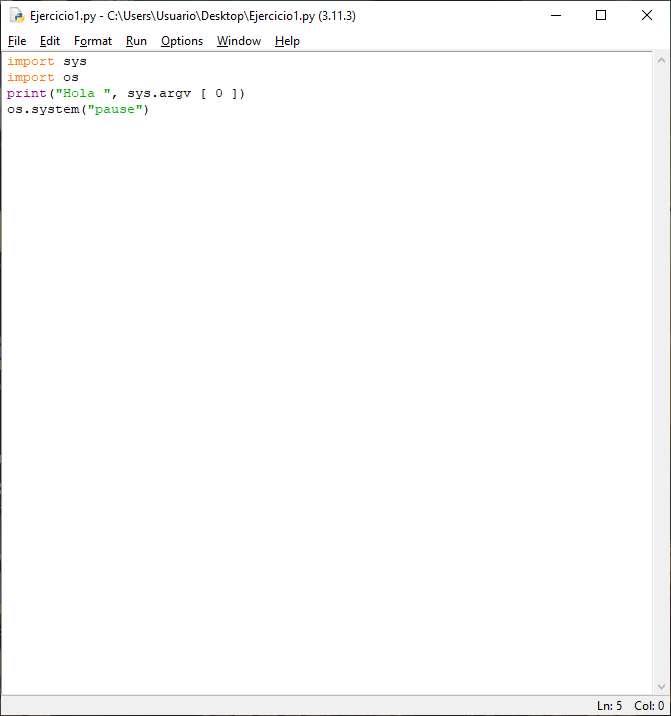 Ejercicio1.py - C:\Users\Usuario\Desktop\Ejercicio1.py (3.11.3)
File Edit Format Run Options Window Help
import sys
import os
print("Hola ", sys.argv [ 0 ])
os.system("pause")
Ln: 5 Col: 0